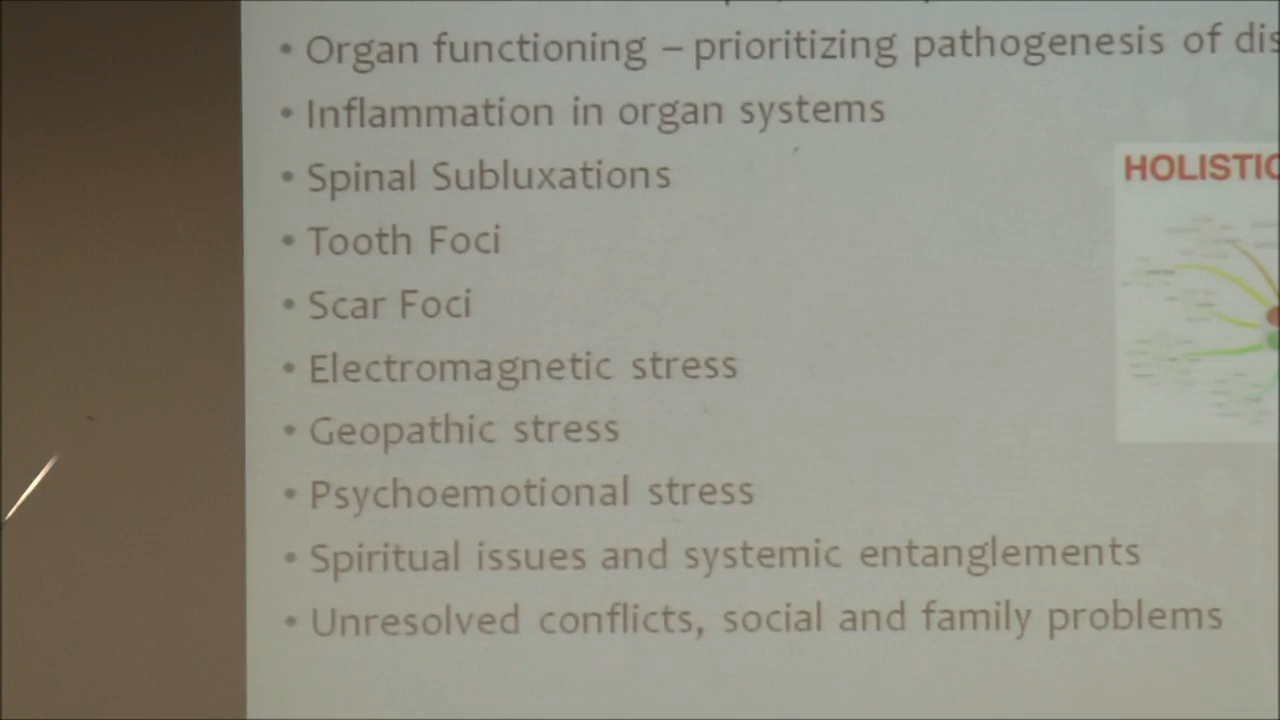 • Organ functioning – prioritizing pathogenesis of dis
• Inflammation in organ systems
HOLISTIC
• Spinal Subluxations
• Tooth Foci
• Scar Foci
• Electromagnetic stress
• Geopathic stress
• Psychoemotional stress
• Spiritual issues and systemic entanglements
• Unresolved conflicts, social and family problems